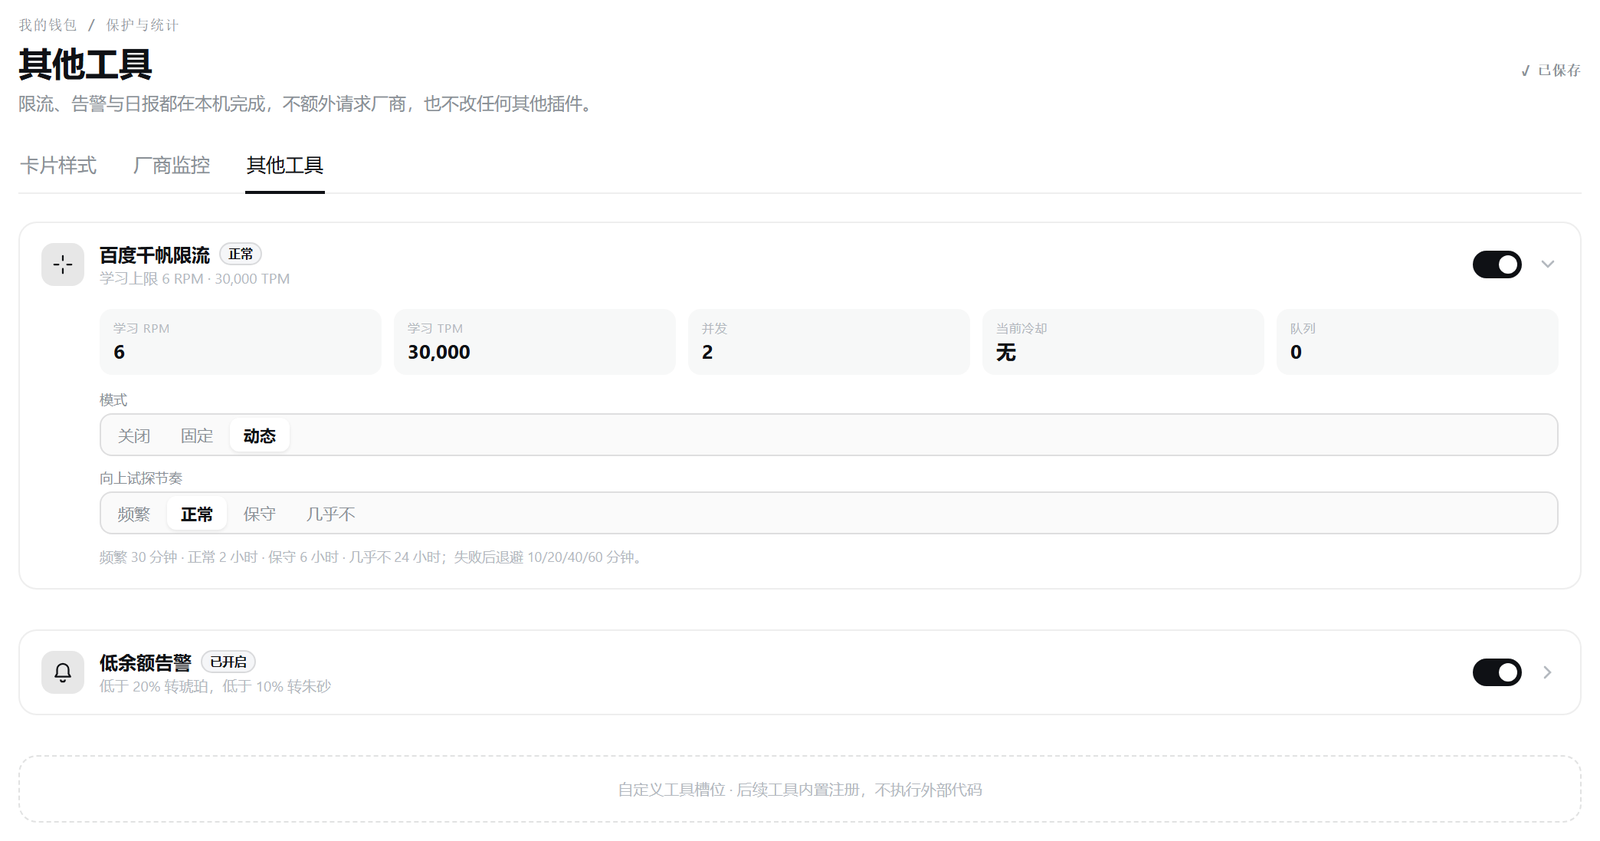 我的钱包 / 保护与统计
其他工具
✓ 已保存
限流、告警与日报都在本机完成，不额外请求厂商，也不改任何其他插件。
卡片样式 厂商监控 其他工具
百度千帆限流 正常
学习上限 6 RPM · 30,000 TPM
学习 RPM
6
学习 TPM
30,000
并发
2
当前冷却
无
队列
0
模式
关闭 固定 动态
向上试探节奏
频繁 正常 保守 几乎不
频繁 30 分钟 · 正常 2 小时 · 保守 6 小时 · 几乎不 24 小时；失败后退避 10/20/40/60 分钟。
低余额告警 已开启
低于 20% 转琥珀，低于 10% 转朱砂
自定义工具槽位 · 后续工具内置注册，不执行外部代码